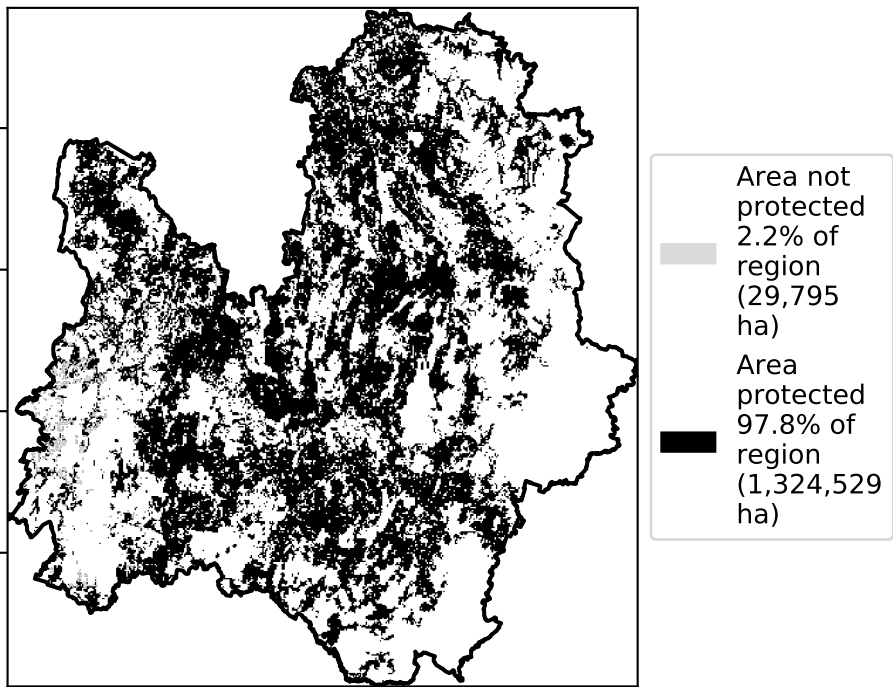 Area not
protected
2.2% of
region
(29,795
ha)
Area
protected
97.8% of
region
(1,324,529
ha)